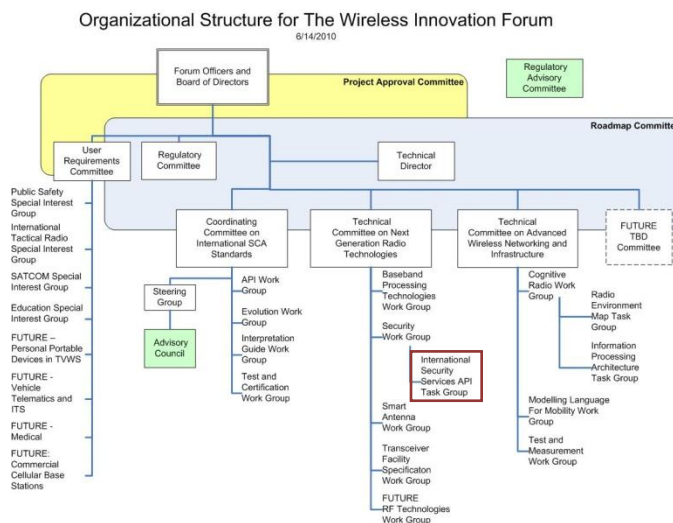 Organizational Structure for The Wireless Innovation Forum
6/14/2010
Forum Officers and
Board of Directors
Project Approval Committee
Regulatory
Advisory
Committee
Roadmap Committe
User
Requirements
Committee
Regulatory
Committee
Technical
Director
Public Safety
Special Interest
Group
International
Tactical Radio
Special Interest
Group
SATCOM Special
Interest Group
Education Special
Interest Group
FUTURE –
Personal Portable
Devices in TVWS
FUTURE -
Vehicle
Telematics and
ITS
FUTURE -
Medical
FUTURE:
Commercial
Cellular Base
Stations
Coordinating
Committee on
International SCA
Standards
Steering
Group
Advisory
Council
API Work
Group
Evolution Work
Group
Interpretation
Guide Work
Group
Test and
Certification
Work Group
Technical
Committee on Next
Generation Radio
Technologies
Baseband
Processing
Technologies
Work Group
Security
Work Group
International
Security
Services API
Task Group
Smart
Antenna
Work Group
Transceiver
Facility
Specificaton
Work Group
FUTURE
RF Technologies
Work Group
Technical
Committee on Advanced
Wireless Networking and
Infrastructure
Cognitive
Radio Work
Group
Radio
Environment
Map Task
Group
Information
Processing
Architecture
Task Group
Modelling Language
For Mobility Work
Group
Test and
Measurement
Work Group
FUTURE
TBD
Committee